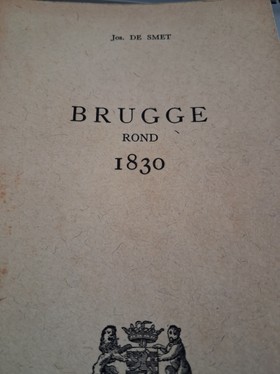 Jos. DE SMET
BRUGGE
ROND
1830